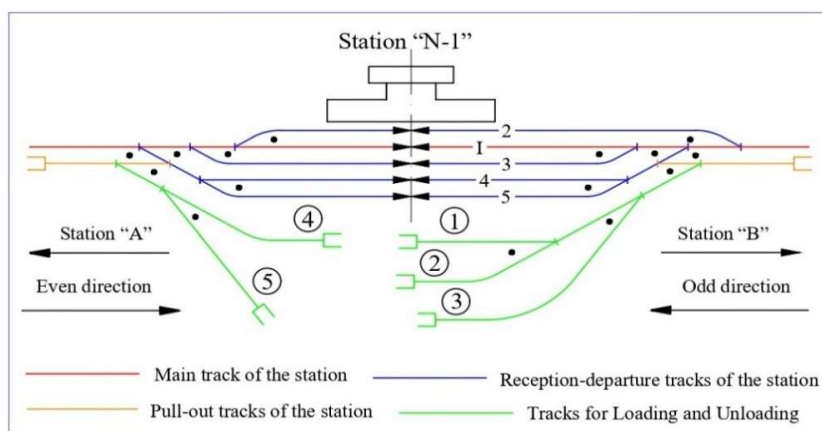 Station “N-1”
2
I
3
4
5
④
①
②
③
⑤
Station “A”
Station “B”
Even direction
Odd direction
Main track of the station
Reception-departure tracks of the station
Pull-out tracks of the station
Tracks for Loading and Unloading